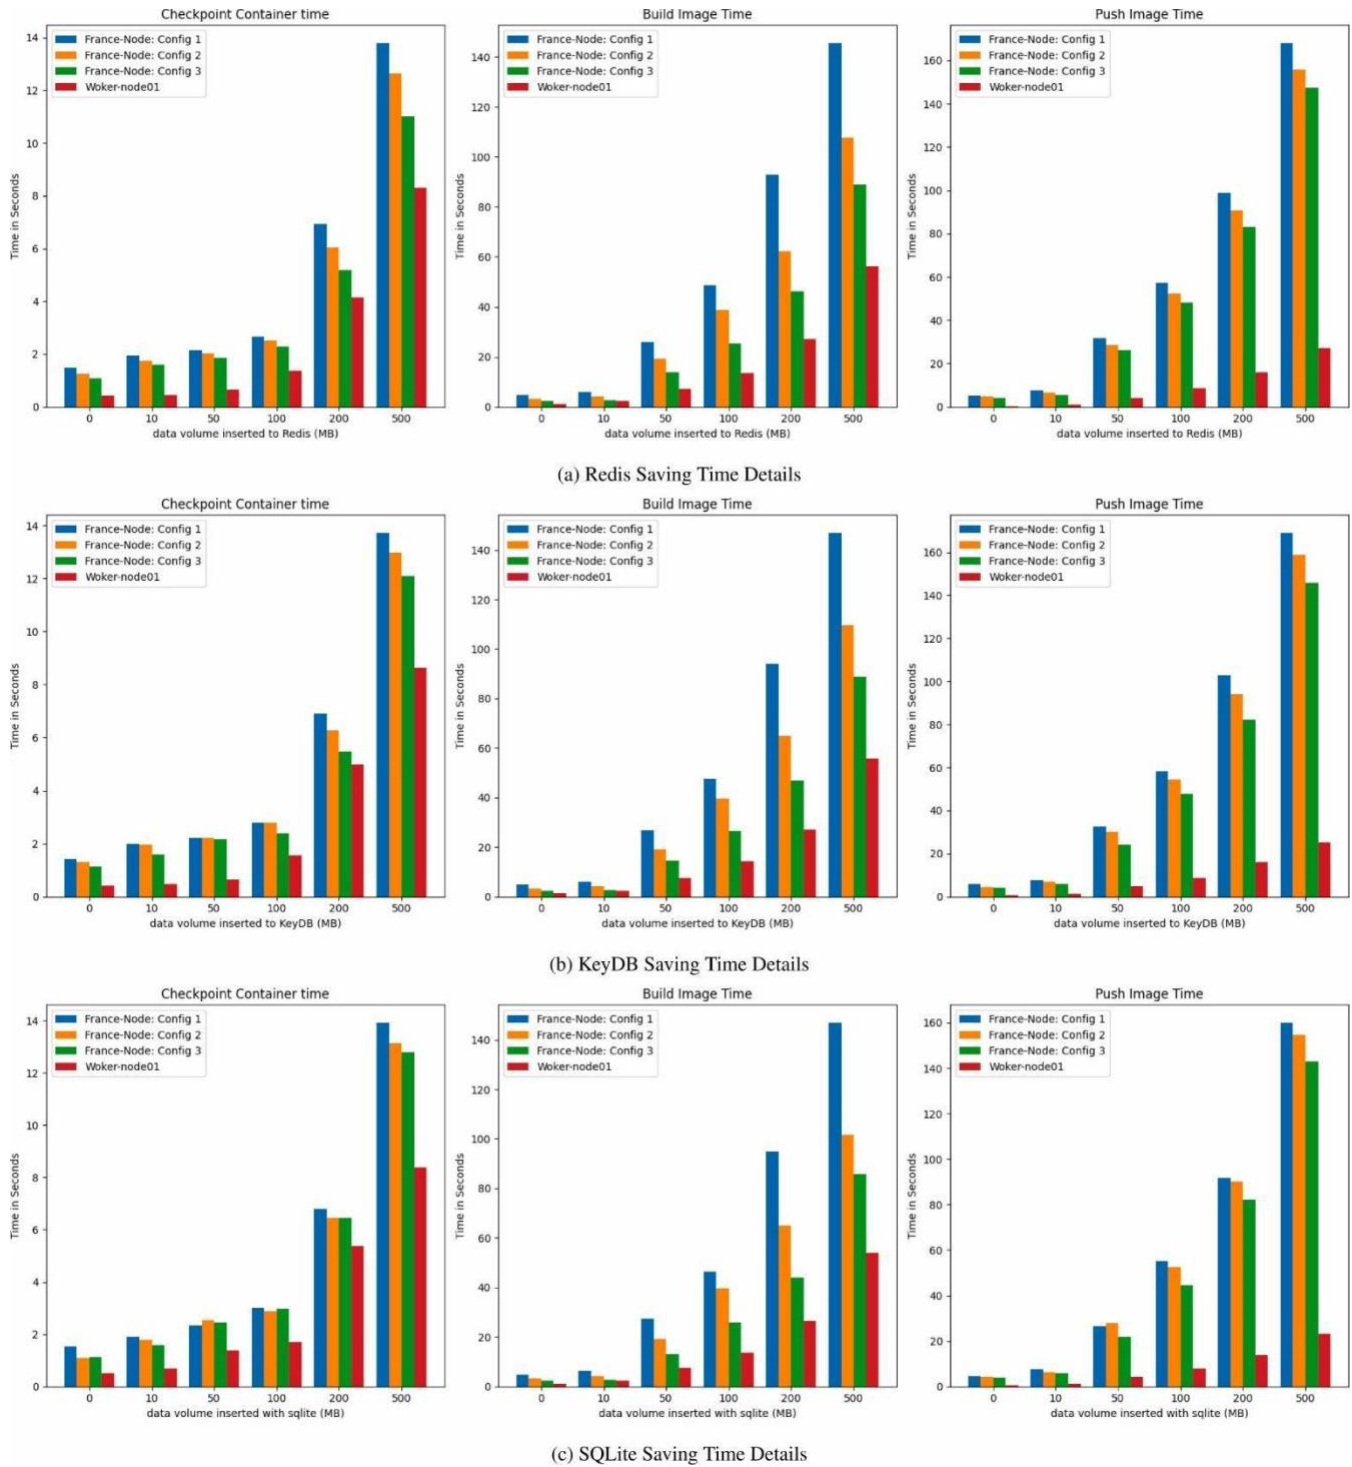 Checkpoint Container time
France-Node: Config 1
France-Node: Config 2
France-Node: Config 3
Woker-node01
Time in Seconds
14
12
10
8
6
4
2
0
0 10 50 100 200 500
data volume inserted to Redis (MB)
Build Image Time
France-Node: Config 1
France-Node: Config 2
France-Node: Config 3
Woker-node01
Time in Seconds
140
120
100
80
60
40
20
0
0 10 50 100 200 500
data volume inserted to Redis (MB)
Push Image Time
France-Node: Config 1
France-Node: Config 2
France-Node: Config 3
Woker-node01
Time in Seconds
160
140
120
100
80
60
40
20
0
0 10 50 100 200 500
data volume inserted to Redis (MB)
(a) Redis Saving Time Details
Checkpoint Container time
France-Node: Config 1
France-Node: Config 2
France-Node: Config 3
Woker-node01
Time in Seconds
14
12
10
8
6
4
2
0
0 10 50 100 200 500
data volume inserted to KeyDB (MB)
Build Image Time
France-Node: Config 1
France-Node: Config 2
France-Node: Config 3
Woker-node01
Time in Seconds
140
120
100
80
60
40
20
0
0 10 50 100 200 500
data volume inserted to KeyDB (MB)
Push Image Time
France-Node: Config 1
France-Node: Config 2
France-Node: Config 3
Woker-node01
Time in Seconds
160
140
120
100
80
60
40
20
0
0 10 50 100 200 500
data volume inserted to KeyDB (MB)
(b) KeyDB Saving Time Details
Checkpoint Container time
France-Node: Config 1
France-Node: Config 2
France-Node: Config 3
Woker-node01
Time in Seconds
14
12
10
8
6
4
2
0
0 10 50 100 200 500
data volume inserted with sqlite (MB)
Build Image Time
France-Node: Config 1
France-Node: Config 2
France-Node: Config 3
Woker-node01
Time in Seconds
140
120
100
80
60
40
20
0
0 10 50 100 200 500
data volume inserted with sqlite (MB)
Push Image Time
France-Node: Config 1
France-Node: Config 2
France-Node: Config 3
Woker-node01
Time in Seconds
160
140
120
100
80
60
40
20
0
0 10 50 100 200 500
data volume inserted with sqlite (MB)
(c) SQLite Saving Time Details